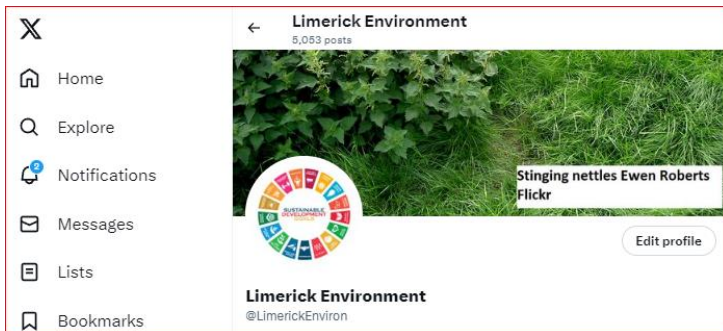 X
Home
Explore
2
Notifications
Messages
Lists
Bookmarks
Limerick Environment
5,053 posts
Stinging nettles Ewen Roberts
Flickr
SUSTAINABLE
DEVELOPMENT
GOALS
Edit profile
Limerick Environment
@LimerickEnviron